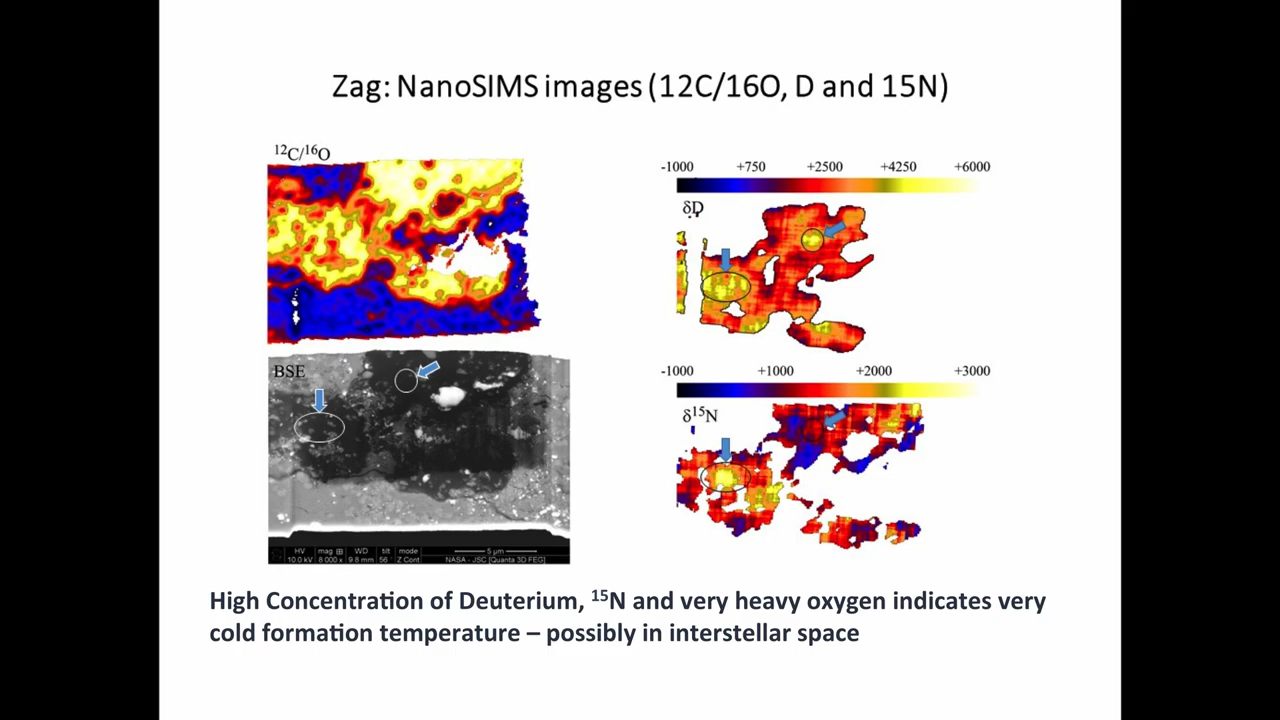 Zag: NanoSIMS images (12C/16O, D and 15N)
¹²C/¹⁶O
-1000 +750 +2500 +4250 +6000
δD
BSE
-1000 +1000 +2000 +3000
δ¹⁵N
HV mag ⊞ WD tilt mode 5 µm
10.0 kV 8 000 x 9.8 mm 56 ° Z Cont NASA - JSC [Quanta 3D FEG]
High Concentration of Deuterium, ¹⁵N and very heavy oxygen indicates very
cold formation temperature – possibly in interstellar space